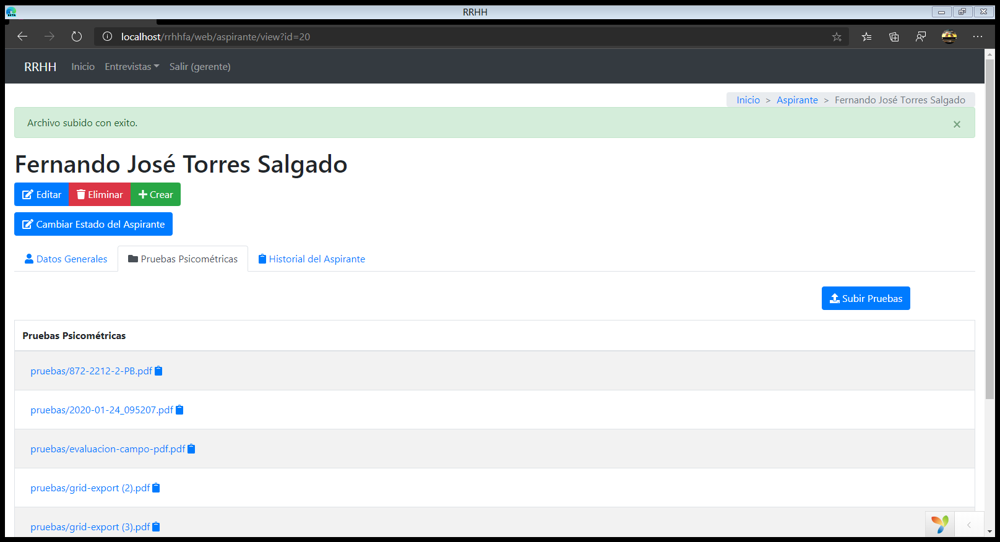 RRHH
localhost/rrhhfa/web/aspirante/view?id=20
RRHH Inicio Entrevistas Salir (gerente)
Inicio > Aspirante > Fernando José Torres Salgado
Archivo subido con exito. ×
Fernando José Torres Salgado
Editar Eliminar Crear
Cambiar Estado del Aspirante
Datos Generales Pruebas Psicométricas Historial del Aspirante
Subir Pruebas
Pruebas Psicométricas
pruebas/872-2212-2-PB.pdf
pruebas/2020-01-24_095207.pdf
pruebas/evaluacion-campo-pdf.pdf
pruebas/grid-export (2).pdf
pruebas/grid-export (3).pdf